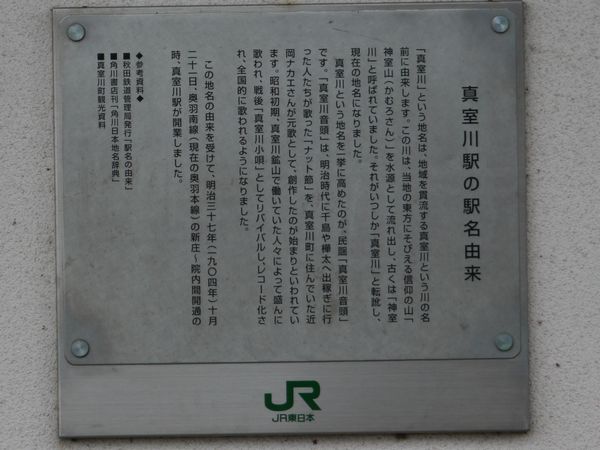 真室川駅の駅名由来
「真室川」という地名は、地域を貫流する真室川という川の名
前に由来します。この川は、当地の東方にそびえる信仰の山「
神室山(かむろさん)」を水源として流れ出し、古くは「神室
川」と呼ばれていました。それがいつしか「真室川」と転訛し、
現在の地名になりました。
真室川という地名を一挙に高めたのが、民謡「真室川音頭」
です。「真室川音頭」は、明治時代に千島や樺太へ出稼ぎに行
った人たちが歌った「ナット節」を、真室川町に住んでいた近
岡ナカエさんが元歌として、創作したのが始まりといわれてい
ます。昭和初期、真室川鉱山で働いていた人々によって盛んに
歌われ、戦後「真室川小唄」としてリバイバルし、レコード化さ
れ、全国的に歌われるようになりました。
この地名の由来を受けて、明治三十七年(一九〇四年)十月
二十一日、奥羽南線(現在の奥羽本線)の新庄~院内間開通の
時、真室川駅が開業しました。
◆参考資料◆
■秋田鉄道管理局発行「駅名の由来」
■角川書店刊「角川日本地名辞典」
■真室川町観光資料
JR
JR東日本